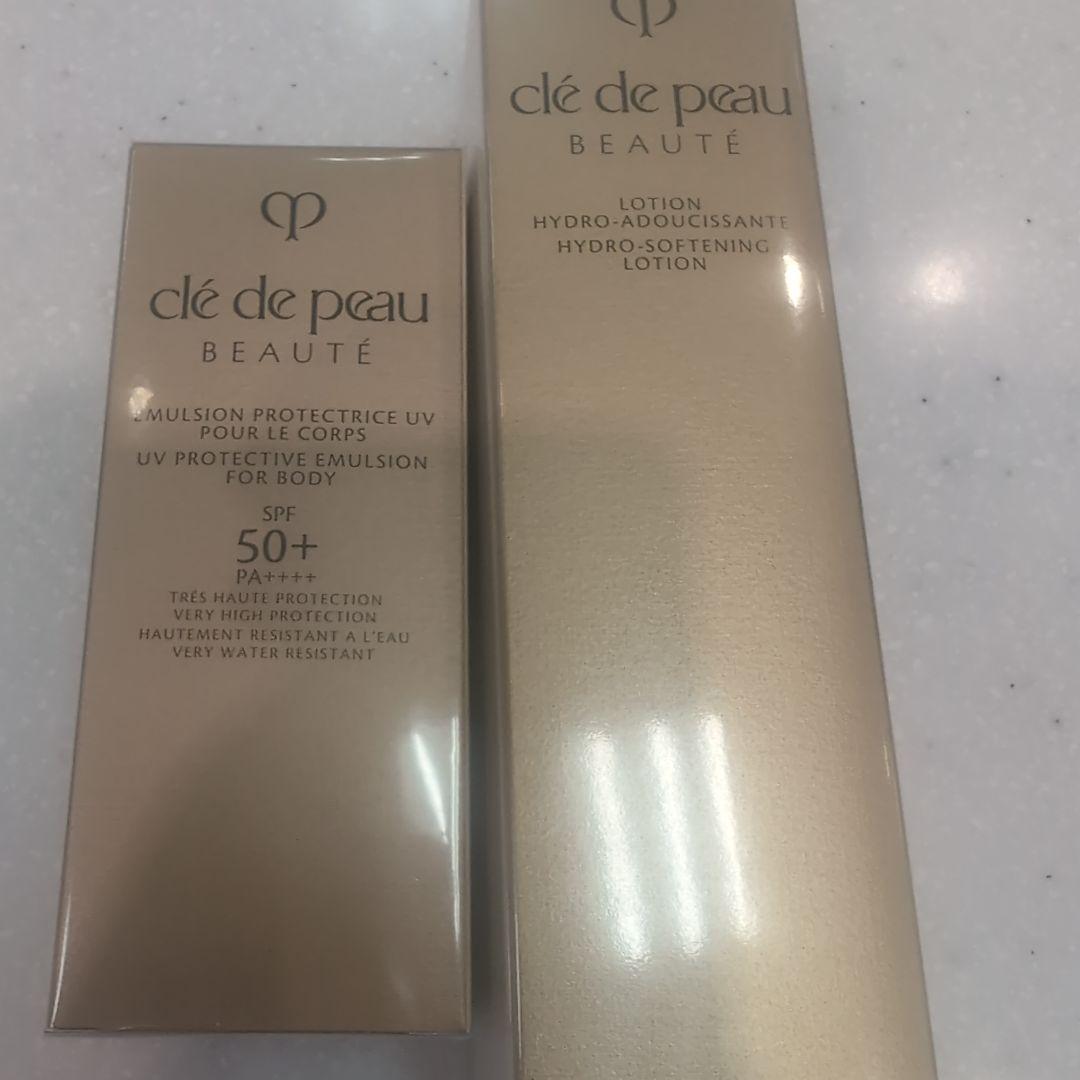 clé de peau
BEAUTÉ
ÉMULSION PROTECTRICE UV
POUR LE CORPS
UV PROTECTIVE EMULSION
FOR BODY
SPF
50+
PA++++
TRÉS HAUTE PROTECTION
VERY HIGH PROTECTION
HAUTEMENT RESISTANT A L'EAU
VERY WATER RESISTANT
clé de peau
BEAUTÉ
LOTION
HYDRO-ADOUCISSANTE
HYDRO-SOFTENING
LOTION